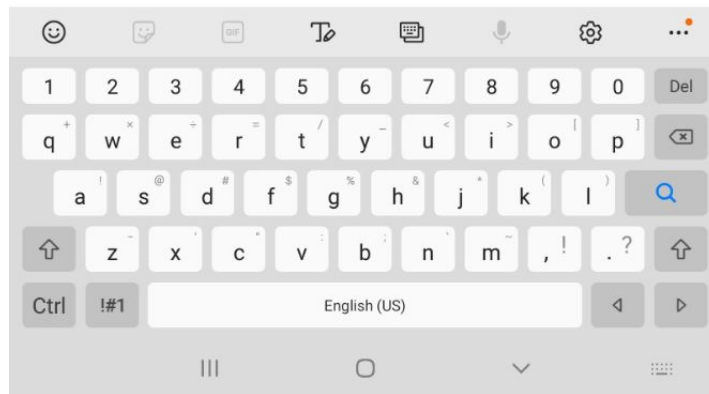 GIF T
1 2 3 4 5 6 7 8 9 0 Del
q + w × e ÷ r = t / y _ u < i > o [ p ]
a ! s @ d # f $ g % h & j * k ( l )
z - x ' c " v : b ; n ` m ~ , ! . ?
Ctrl !#1 English (US)